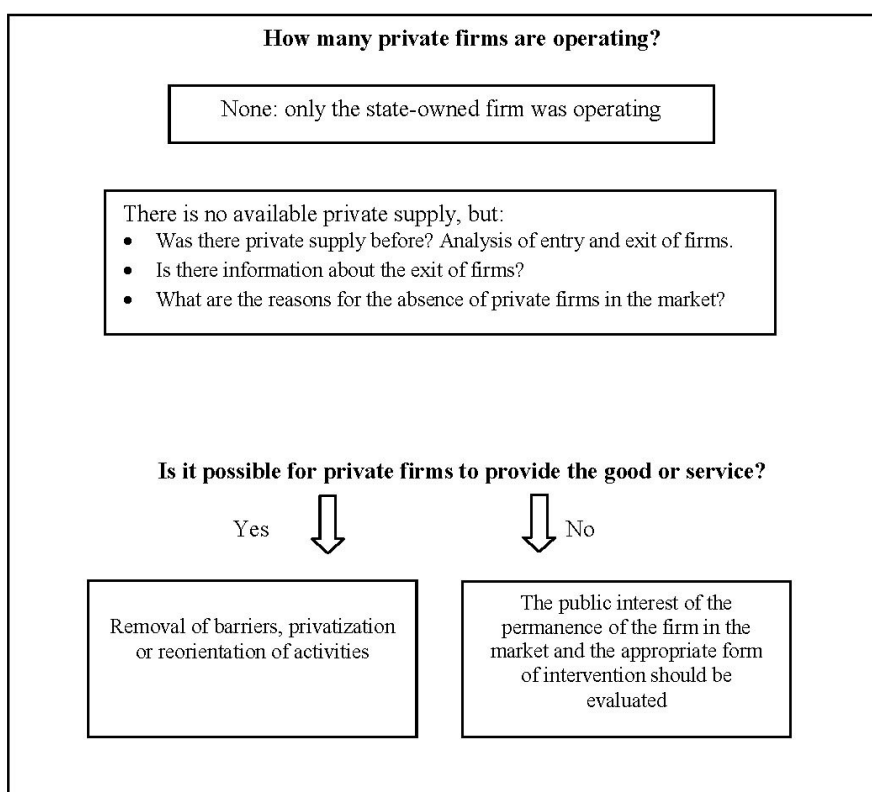 How many private firms are operating?
None: only the state-owned firm was operating
There is no available private supply, but:
• Was there private supply before? Analysis of entry and exit of firms.
• Is there information about the exit of firms?
• What are the reasons for the absence of private firms in the market?
Is it possible for private firms to provide the good or service?
Yes
No
Removal of barriers, privatization
or reorientation of activities
The public interest of the
permanence of the firm in the
market and the appropriate form
of intervention should be
evaluated